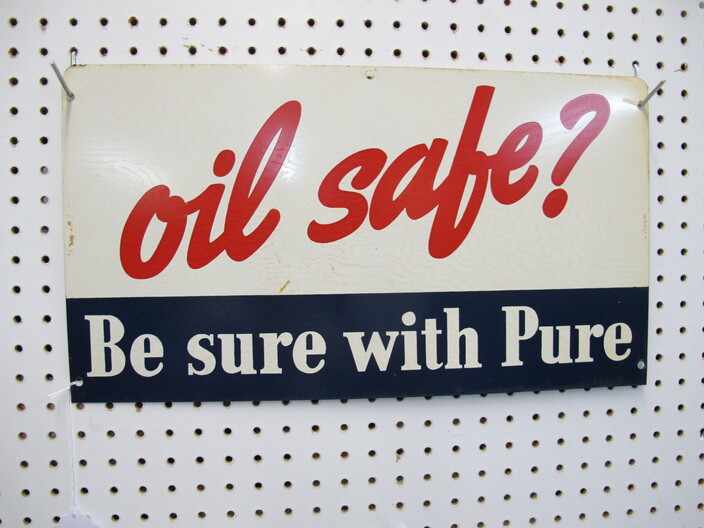 oil safe?
Be sure with Pure